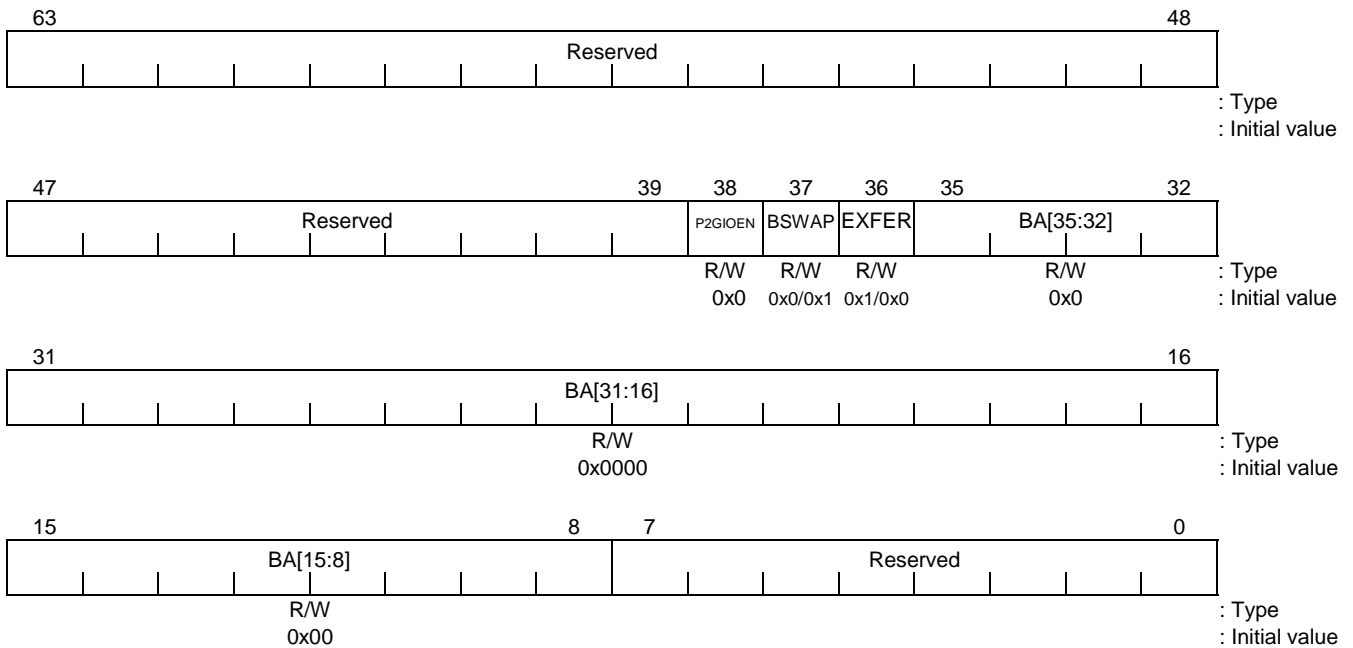 63 48
Reserved
: Type
: Initial value
47 39 38 37 36 35 32
Reserved P2GIOEN BSWAP EXFER BA[35:32]
R/W R/W R/W R/W : Type
0x0 0x0/0x1 0x1/0x0 0x0 : Initial value
31 16
BA[31:16]
R/W : Type
0x0000 : Initial value
15 8 7 0
BA[15:8] Reserved
R/W : Type
0x00 : Initial value